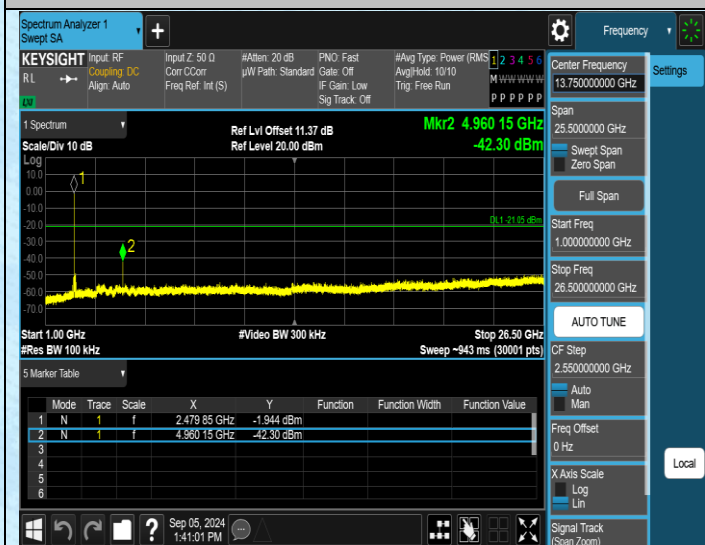 Spectrum Analyzer 1
Swept SA
+
Frequency
KEYSIGHT
RL
LXI
Input: RF
Coupling: DC
Align: Auto
Input Z: 50 Ω
Corr CCorr
Freq Ref: Int (S)
#Atten: 20 dB
µW Path: Standard
PNO: Fast
Gate: Off
IF Gain: Low
Sig Track: Off
#Avg Type: Power (RMS
Avg|Hold: 10/10
Trig: Free Run
1 2 3 4 5 6
M W W W W W
P P P P P P
1 Spectrum
Scale/Div 10 dB
Ref Lvl Offset 11.37 dB
Ref Level 20.00 dBm
Mkr2 4.960 15 GHz
-42.30 dBm
Log
10.0
0.00
-10.0
-20.0
-30.0
-40.0
-50.0
-60.0
-70.0
1
2
DL1 -21.05 dBm
Start 1.00 GHz
#Res BW 100 kHz
#Video BW 300 kHz
Stop 26.50 GHz
Sweep ~943 ms (30001 pts)
5 Marker Table
Mode Trace Scale X Y Function Function Width Function Value
1 N 1 f 2.479 85 GHz -1.944 dBm
2 N 1 f 4.960 15 GHz -42.30 dBm
3
4
5
6
Sep 05, 2024
1:41:01 PM
?
Center Frequency
13.750000000 GHz
Settings
Span
25.5000000 GHz
Swept Span
Zero Span
Full Span
Start Freq
1.000000000 GHz
Stop Freq
26.500000000 GHz
AUTO TUNE
CF Step
2.550000000 GHz
Auto
Man
Freq Offset
0 Hz
Local
X Axis Scale
Log
Lin
Signal Track
(Span Zoom)